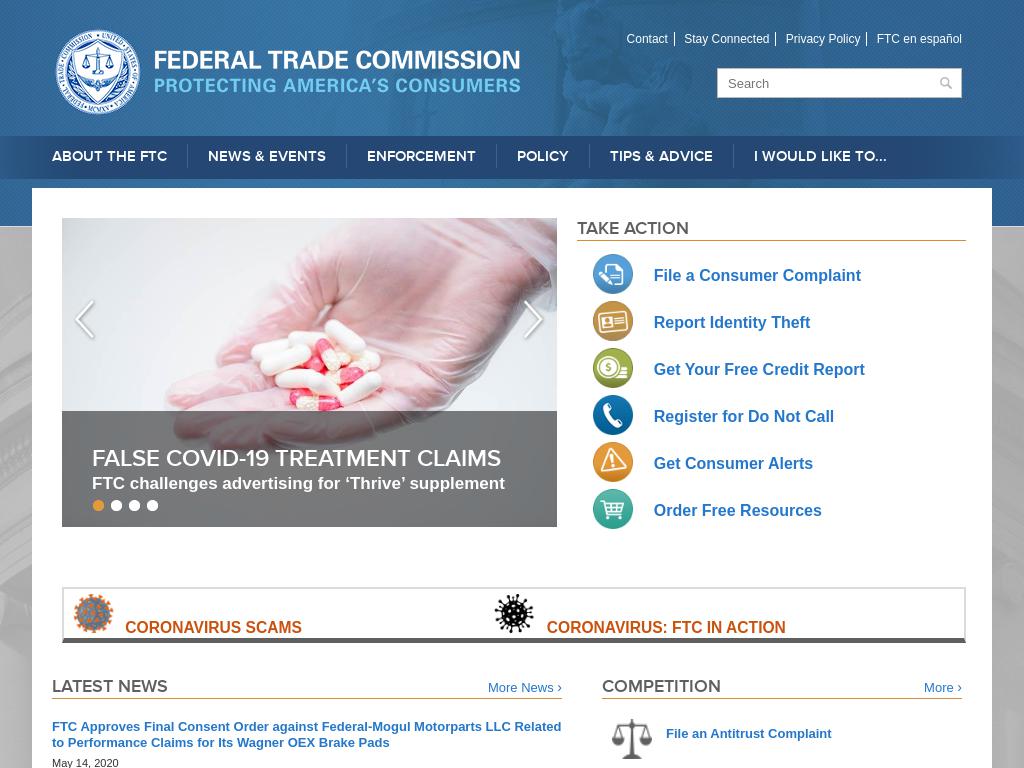 Contact
Stay Connected
Privacy Policy
FTC en español
FEDERAL TRADE COMMISSION
PROTECTING AMERICA'S CONSUMERS
Search
ABOUT THE FTC
NEWS & EVENTS
ENFORCEMENT
POLICY
TIPS & ADVICE
I WOULD LIKE TO...
FALSE COVID-19 TREATMENT CLAIMS
FTC challenges advertising for ‘Thrive’ supplement
TAKE ACTION
File a Consumer Complaint
Report Identity Theft
Get Your Free Credit Report
Register for Do Not Call
Get Consumer Alerts
Order Free Resources
CORONAVIRUS SCAMS
CORONAVIRUS: FTC IN ACTION
LATEST NEWS
More News ›
FTC Approves Final Consent Order against Federal-Mogul Motorparts LLC Related
to Performance Claims for Its Wagner OEX Brake Pads
May 14, 2020
COMPETITION
More ›
File an Antitrust Complaint